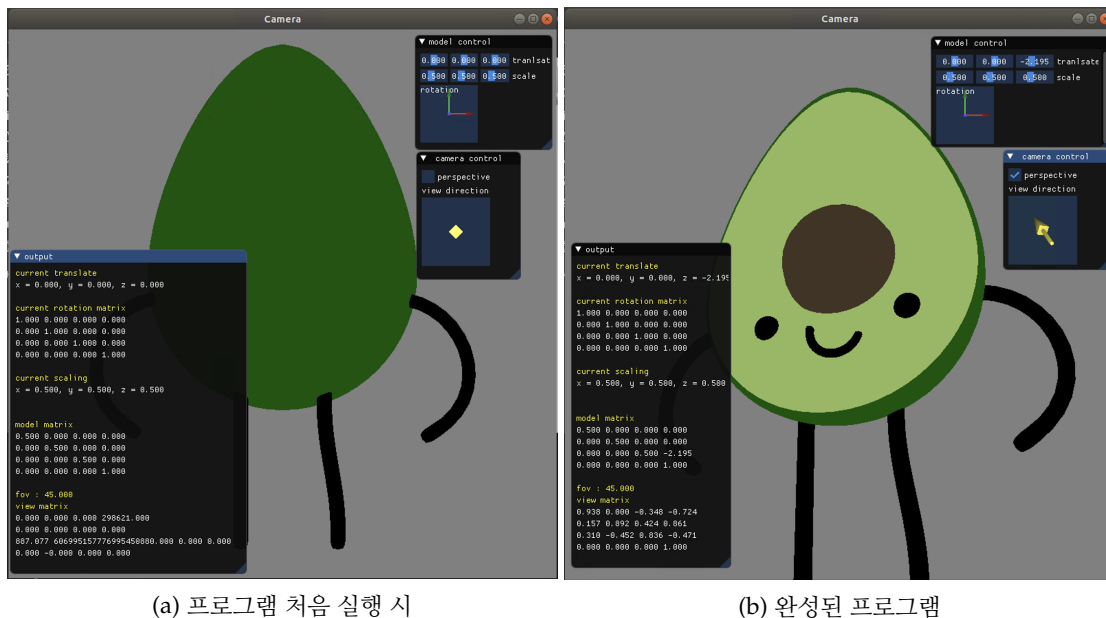 Camera
▼ model control
0.000 0.000 0.000 tranlsat
0.500 0.500 0.500 scale
rotation
▼ camera control
perspective
view direction
▼ output
current translate
x = 0.000, y = 0.000, z = 0.000
current rotation matrix
1.000 0.000 0.000 0.000
0.000 1.000 0.000 0.000
0.000 0.000 1.000 0.000
0.000 0.000 0.000 1.000
current scaling
x = 0.500, y = 0.500, z = 0.500
model matrix
0.500 0.000 0.000 0.000
0.000 0.500 0.000 0.000
0.000 0.000 0.500 0.000
0.000 0.000 0.000 1.000
fov : 45.000
view matrix
0.000 0.000 0.000 298621.000
0.000 0.000 0.000 0.000
887.077 60699515777699545​0880.000 0.000 0.000
0.000 -0.000 0.000 0.000
(a) 프로그램 처음 실행 시
Camera
▼ model control
0.000 0.000 -2.195 tranlsate
0.500 0.500 0.500 scale
rotation
▼ camera control
perspective
view direction
▼ output
current translate
x = 0.000, y = 0.000, z = -2.195
current rotation matrix
1.000 0.000 0.000 0.000
0.000 1.000 0.000 0.000
0.000 0.000 1.000 0.000
0.000 0.000 0.000 1.000
current scaling
x = 0.500, y = 0.500, z = 0.500
model matrix
0.500 0.000 0.000 0.000
0.000 0.500 0.000 0.000
0.000 0.000 0.500 -2.195
0.000 0.000 0.000 1.000
fov : 45.000
view matrix
0.938 0.000 -0.348 -0.724
0.157 0.892 0.424 0.861
0.310 -0.452 0.836 -0.471
0.000 0.000 0.000 1.000
(b) 완성된 프로그램